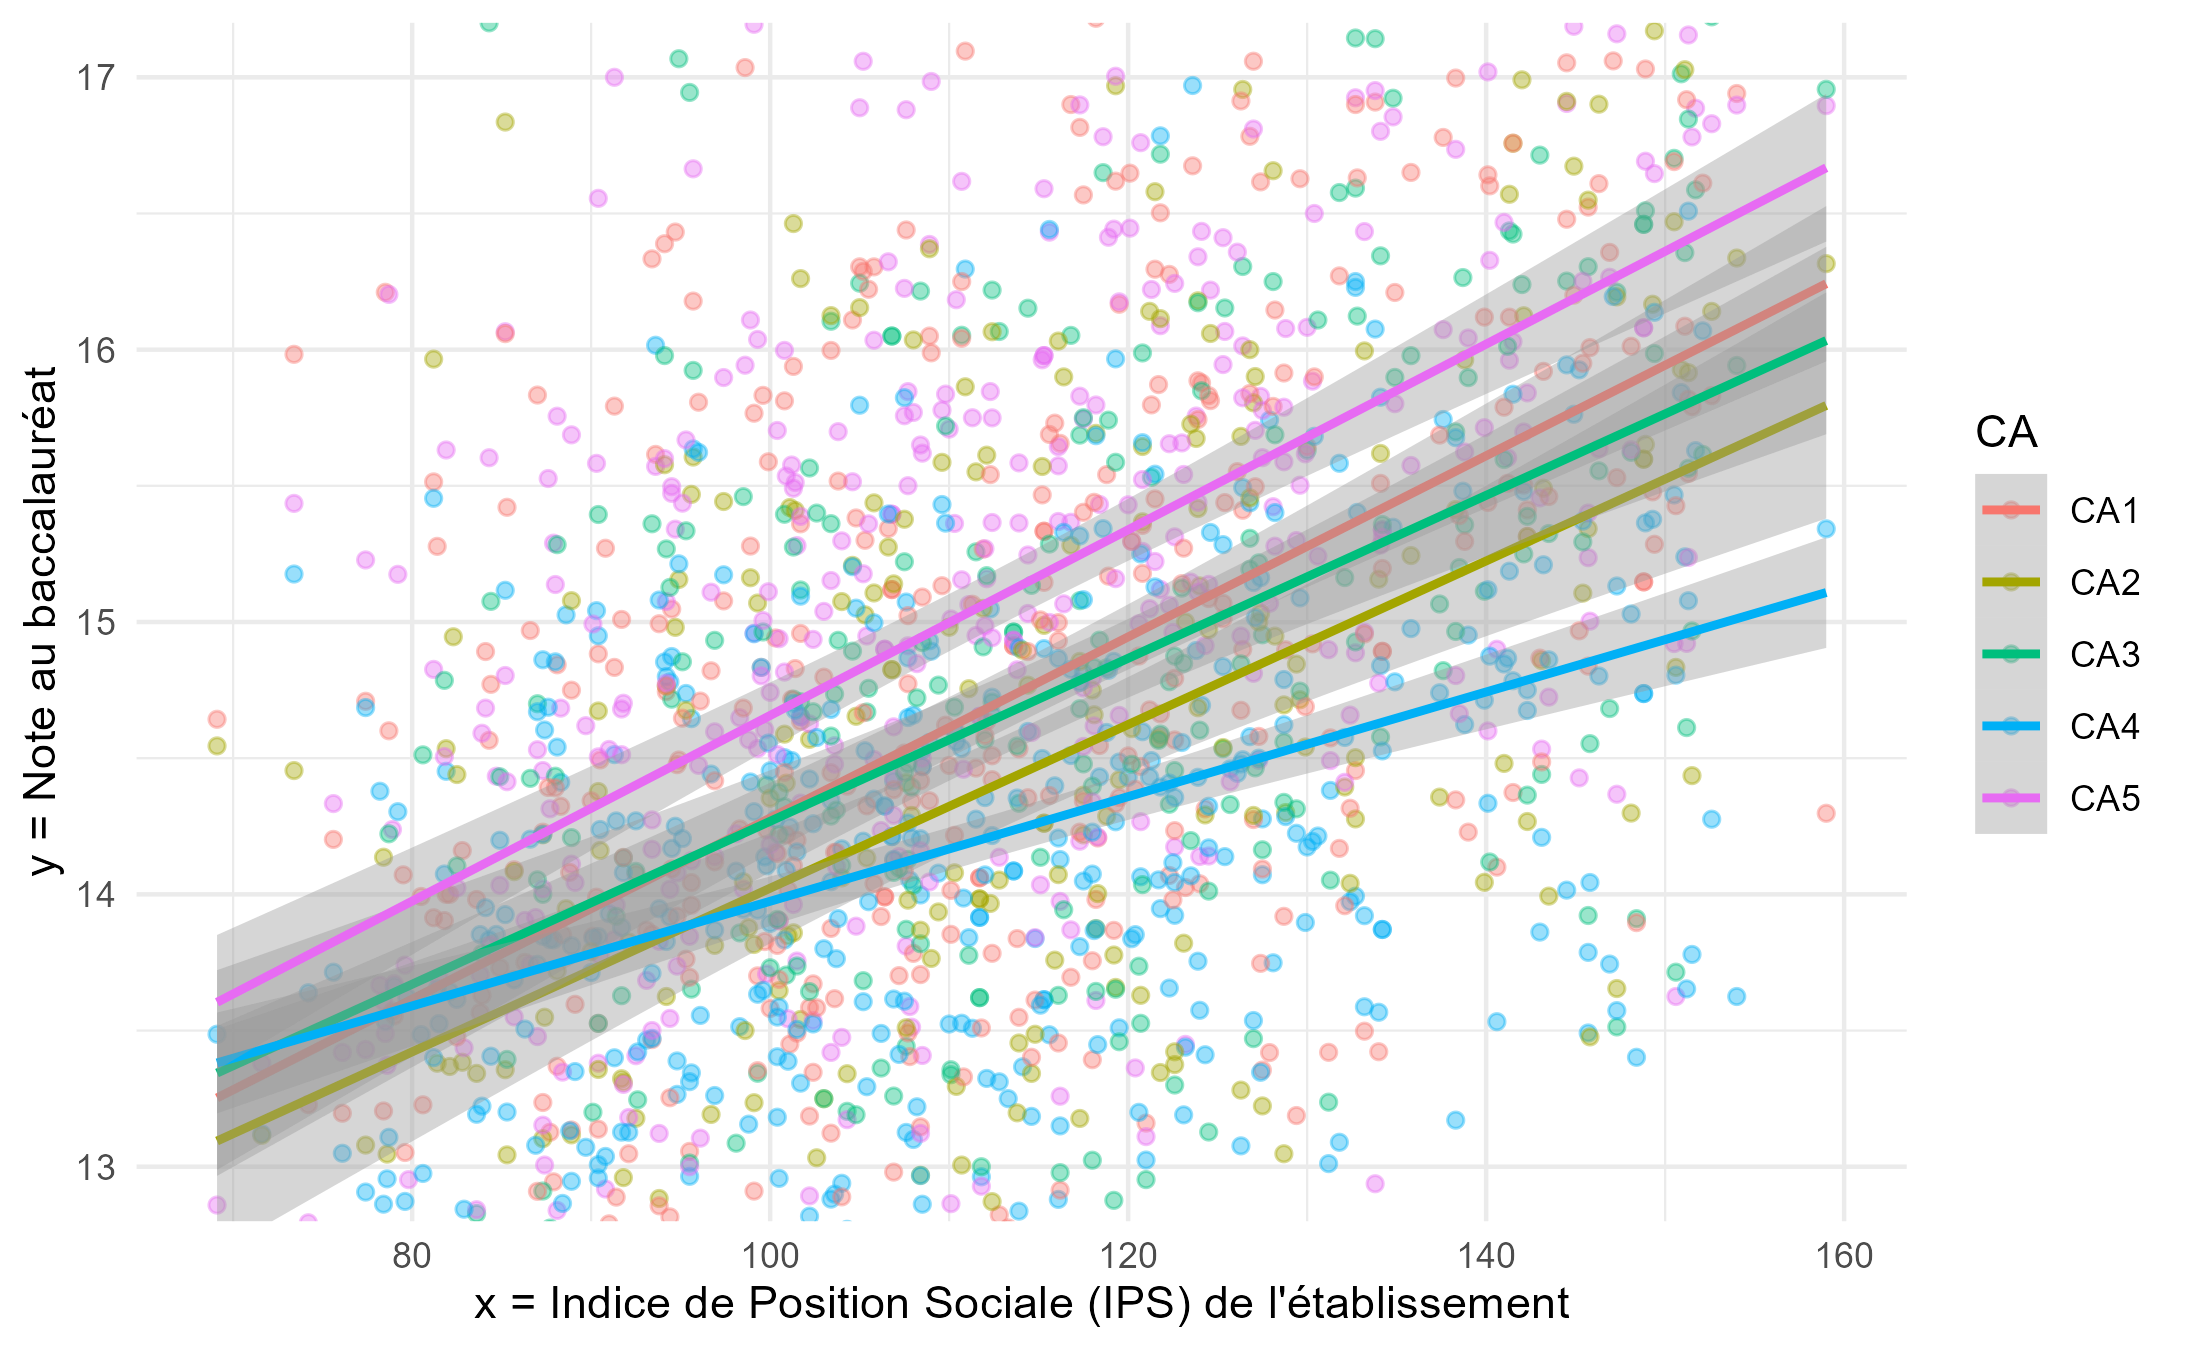 y = Note au baccalauréat
17
16
15
14
13
80 100 120 140 160
x = Indice de Position Sociale (IPS) de l'établissement
CA
CA1
CA2
CA3
CA4
CA5